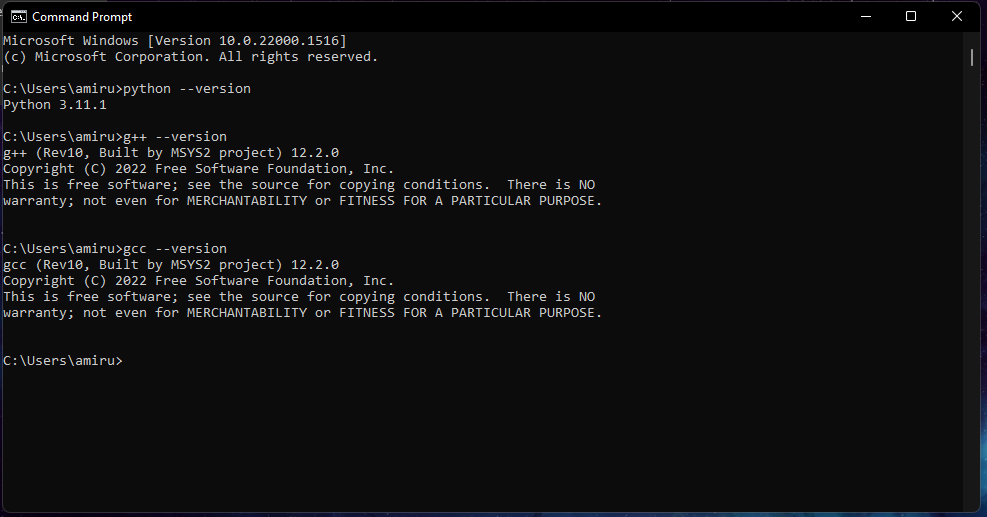 Command Prompt
Microsoft Windows [Version 10.0.22000.1516]
(c) Microsoft Corporation. All rights reserved.
C:\Users\amiru>python --version
Python 3.11.1
C:\Users\amiru>g++ --version
g++ (Rev10, Built by MSYS2 project) 12.2.0
Copyright (C) 2022 Free Software Foundation, Inc.
This is free software; see the source for copying conditions.  There is NO
warranty; not even for MERCHANTABILITY or FITNESS FOR A PARTICULAR PURPOSE.
C:\Users\amiru>gcc --version
gcc (Rev10, Built by MSYS2 project) 12.2.0
Copyright (C) 2022 Free Software Foundation, Inc.
This is free software; see the source for copying conditions.  There is NO
warranty; not even for MERCHANTABILITY or FITNESS FOR A PARTICULAR PURPOSE.
C:\Users\amiru>